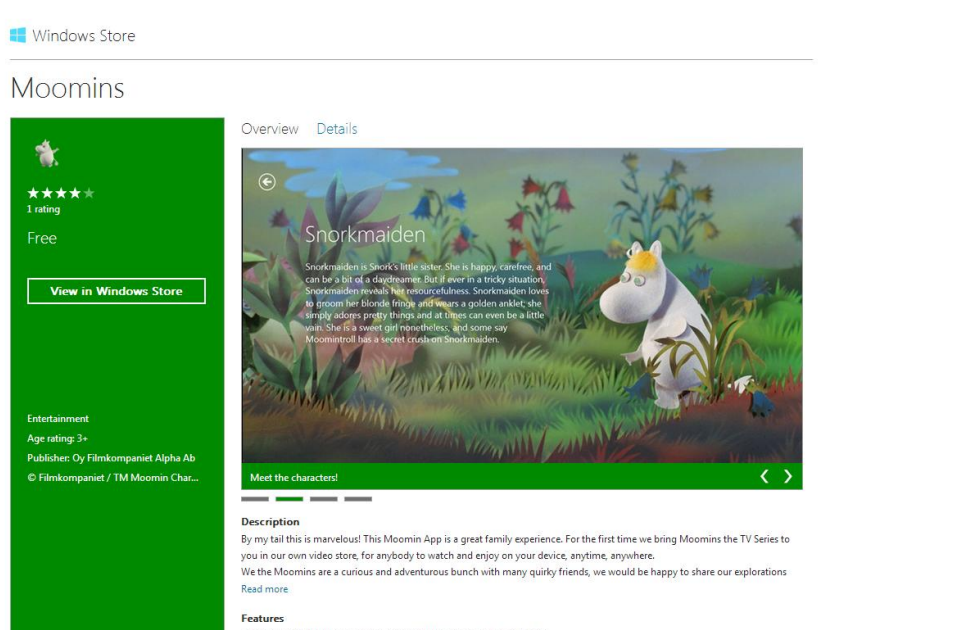 Windows Store
Moomins
1 rating
Free
View in Windows Store
Entertainment
Age rating: 3+
Publisher: Oy Filmkompaniet Alpha Ab
© Filmkompaniet / TM Moomin Char...
Overview Details
Snorkmaiden
Snorkmaiden is Snork's little sister. She is happy, carefree, and
can be a bit of a daydreamer. But if ever in a tricky situation,
Snorkmaiden reveals her resourcefulness. Snorkmaiden loves
to groom her blonde fringe and wears a golden anklet; she
simply adores pretty things and at times can even be a little
vain. She is a sweet girl nonetheless, and some say
Moomintroll has a secret crush on Snorkmaiden.
Meet the characters!
Description
By my tail this is marvelous! This Moomin App is a great family experience. For the first time we bring Moomins the TV Series to
you in our own video store, for anybody to watch and enjoy on your device, anytime, anywhere.
We the Moomins are a curious and adventurous bunch with many quirky friends, we would be happy to share our explorations
Read more
Features